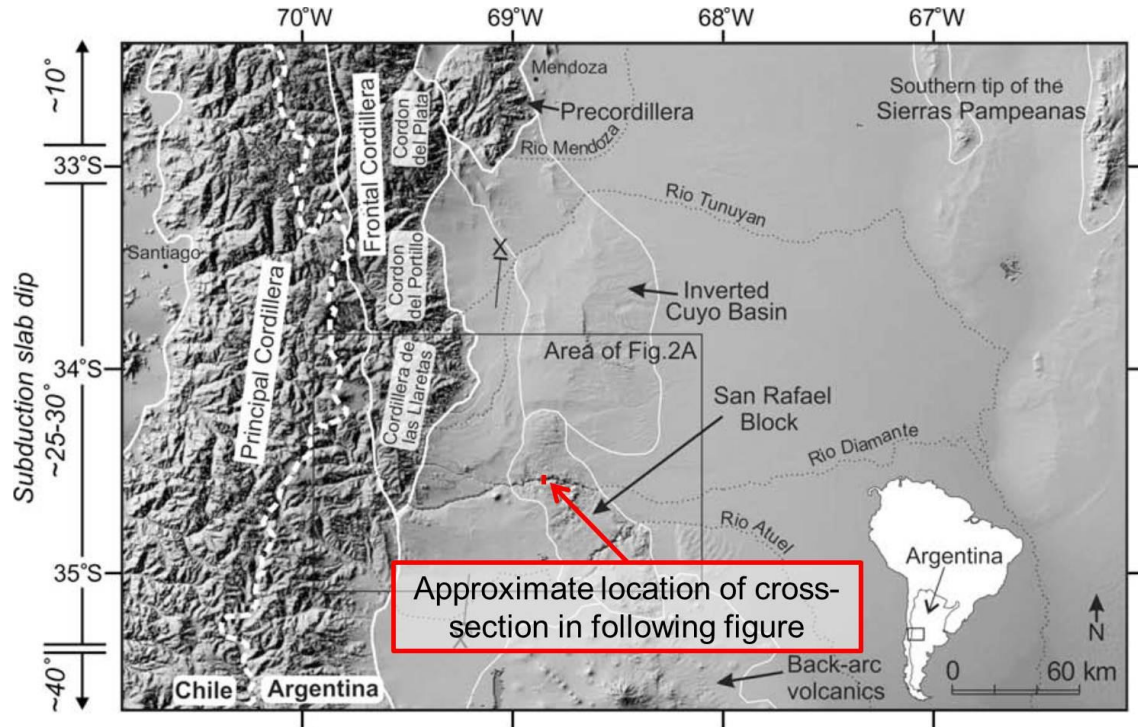 70°W
69°W
68°W
67°W
~10°
33°S
34°S
35°S
Subduction slab dip
~25-30°
~40°
Mendoza
Precordillera
Rio Mendoza
Southern tip of the
Sierras Pampeanas
Cordon
del Plata
Frontal Cordillera
Rio Tunuyan
Santiago
Principal Cordillera
Cordon
del Portillo
X
Inverted
Cuyo Basin
Area of Fig.2A
Cordillera de
las Llaretas
San Rafael
Block
Rio Diamante
Rio Atuel
Approximate location of cross-
section in following figure
X
Argentina
N
0 60 km
Back-arc
volcanics
Chile
Argentina